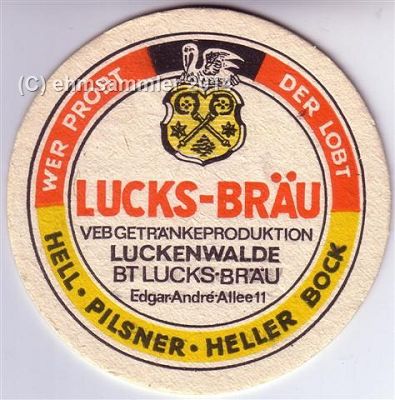 (C) ehmsammler
WER PROBT DER LOBT
LUCKS-BRÄU
VEB GETRÄNKEPRODUKTION
LUCKENWALDE
BT LUCKS-BRÄU
Edgar-André-Allee 11
HELL · PILSNER · HELLER BOCK